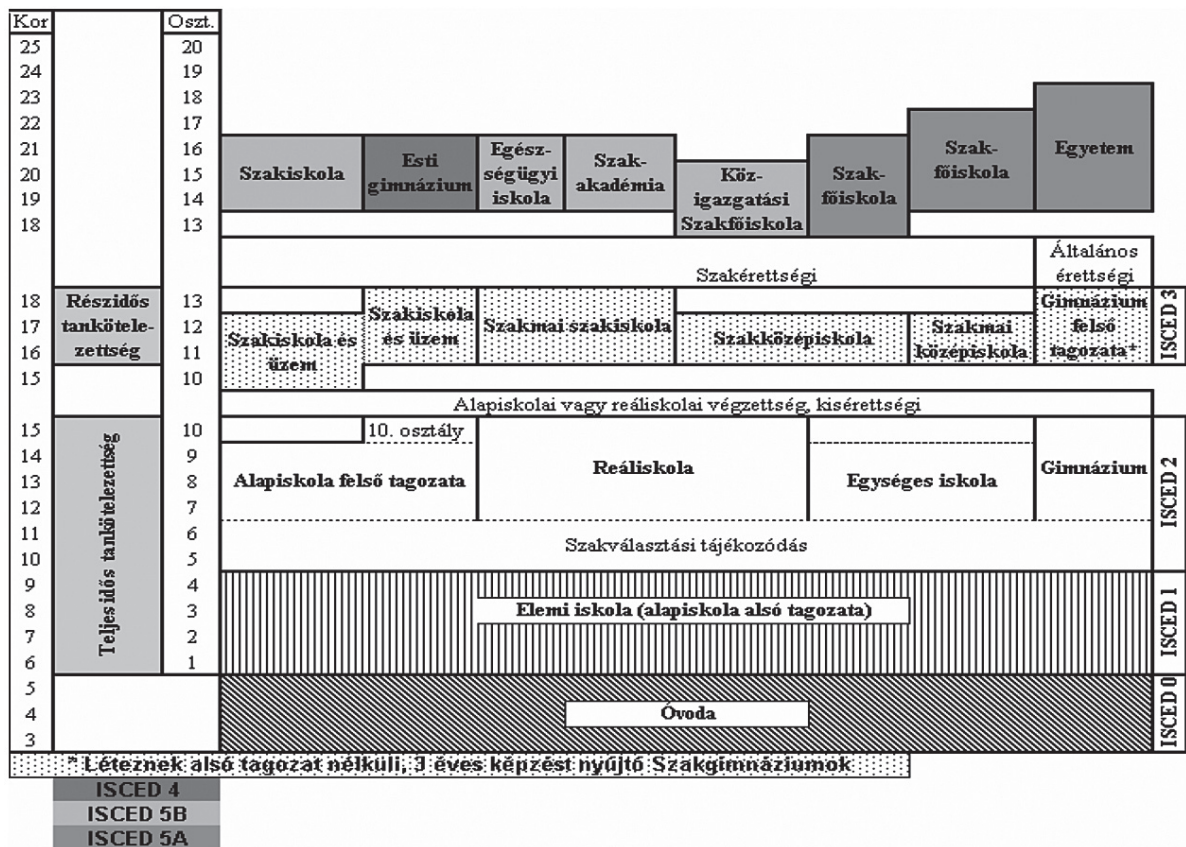 Kor Oszt.
25 20
24 19
23 18
22 17
21 16
20 15
19 14
18 13
Szakiskola
Esti
gimnázium
Egész-
ségügyi
iskola
Szak-
akadémia
Köz-
igazgatási
Szakfőiskola
Szak-
főiskola
Szak-
főiskola
Egyetem
Szakérettségi
Általános
érettségi
18 13
17 12
16 11
15 10
Részidős
tankötele-
zettség
Szakiskola és
üzem
Szakiskola
és üzem
Szakmai szakiskola
Szakközépiskola
Szakmai
középiskola
Gimnázium
felső
tagozata*
ISCED 3
Alapiskolai vagy reáliskolai végzettség, kisérettségi
15 10
14 9
13 8
12 7
11 6
10 5
9 4
8 3
7 2
6 1
5
4
3
Teljesidős tankötelezettség
10. osztály
Alapiskola felső tagozata
Reáliskola
Egységes iskola
Gimnázium
Szakválasztási tájékozódás
ISCED 2
Elemi iskola (alapiskola alsó tagozata)
ISCED 1
Óvoda
ISCED 0
* Léteznek alsó tagozat nélküli, 3 éves képzést nyújtó Szakgimnáziumok
ISCED 4
ISCED 5B
ISCED 5A